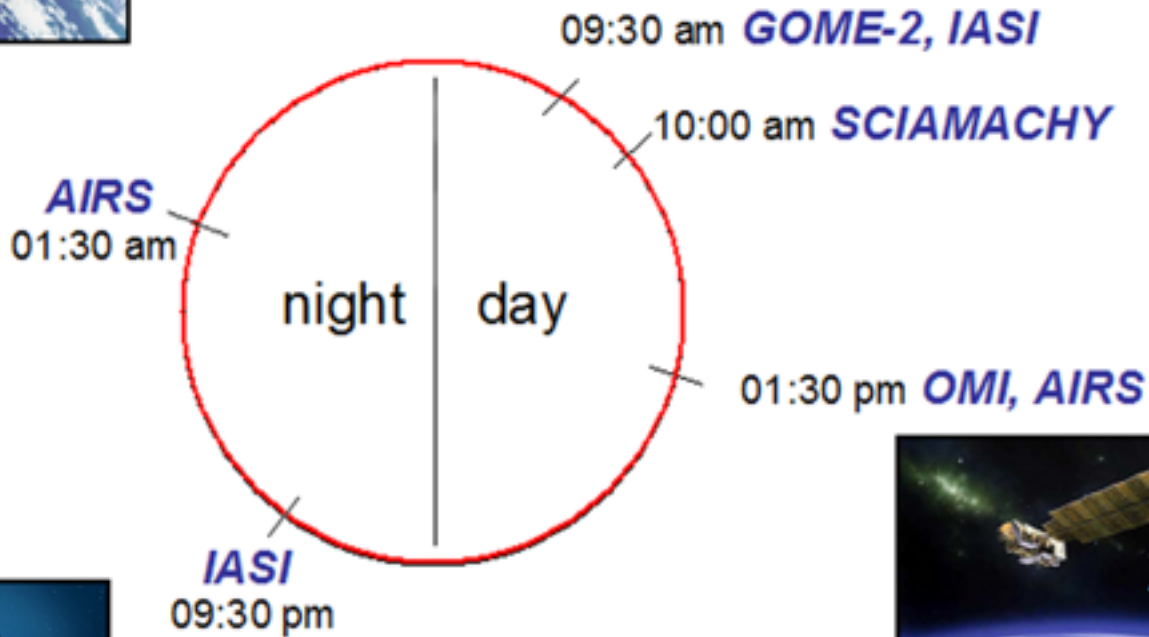 09:30 am GOME-2, IASI
10:00 am SCIAMACHY
AIRS
01:30 am
night day
01:30 pm OMI, AIRS
IASI
09:30 pm